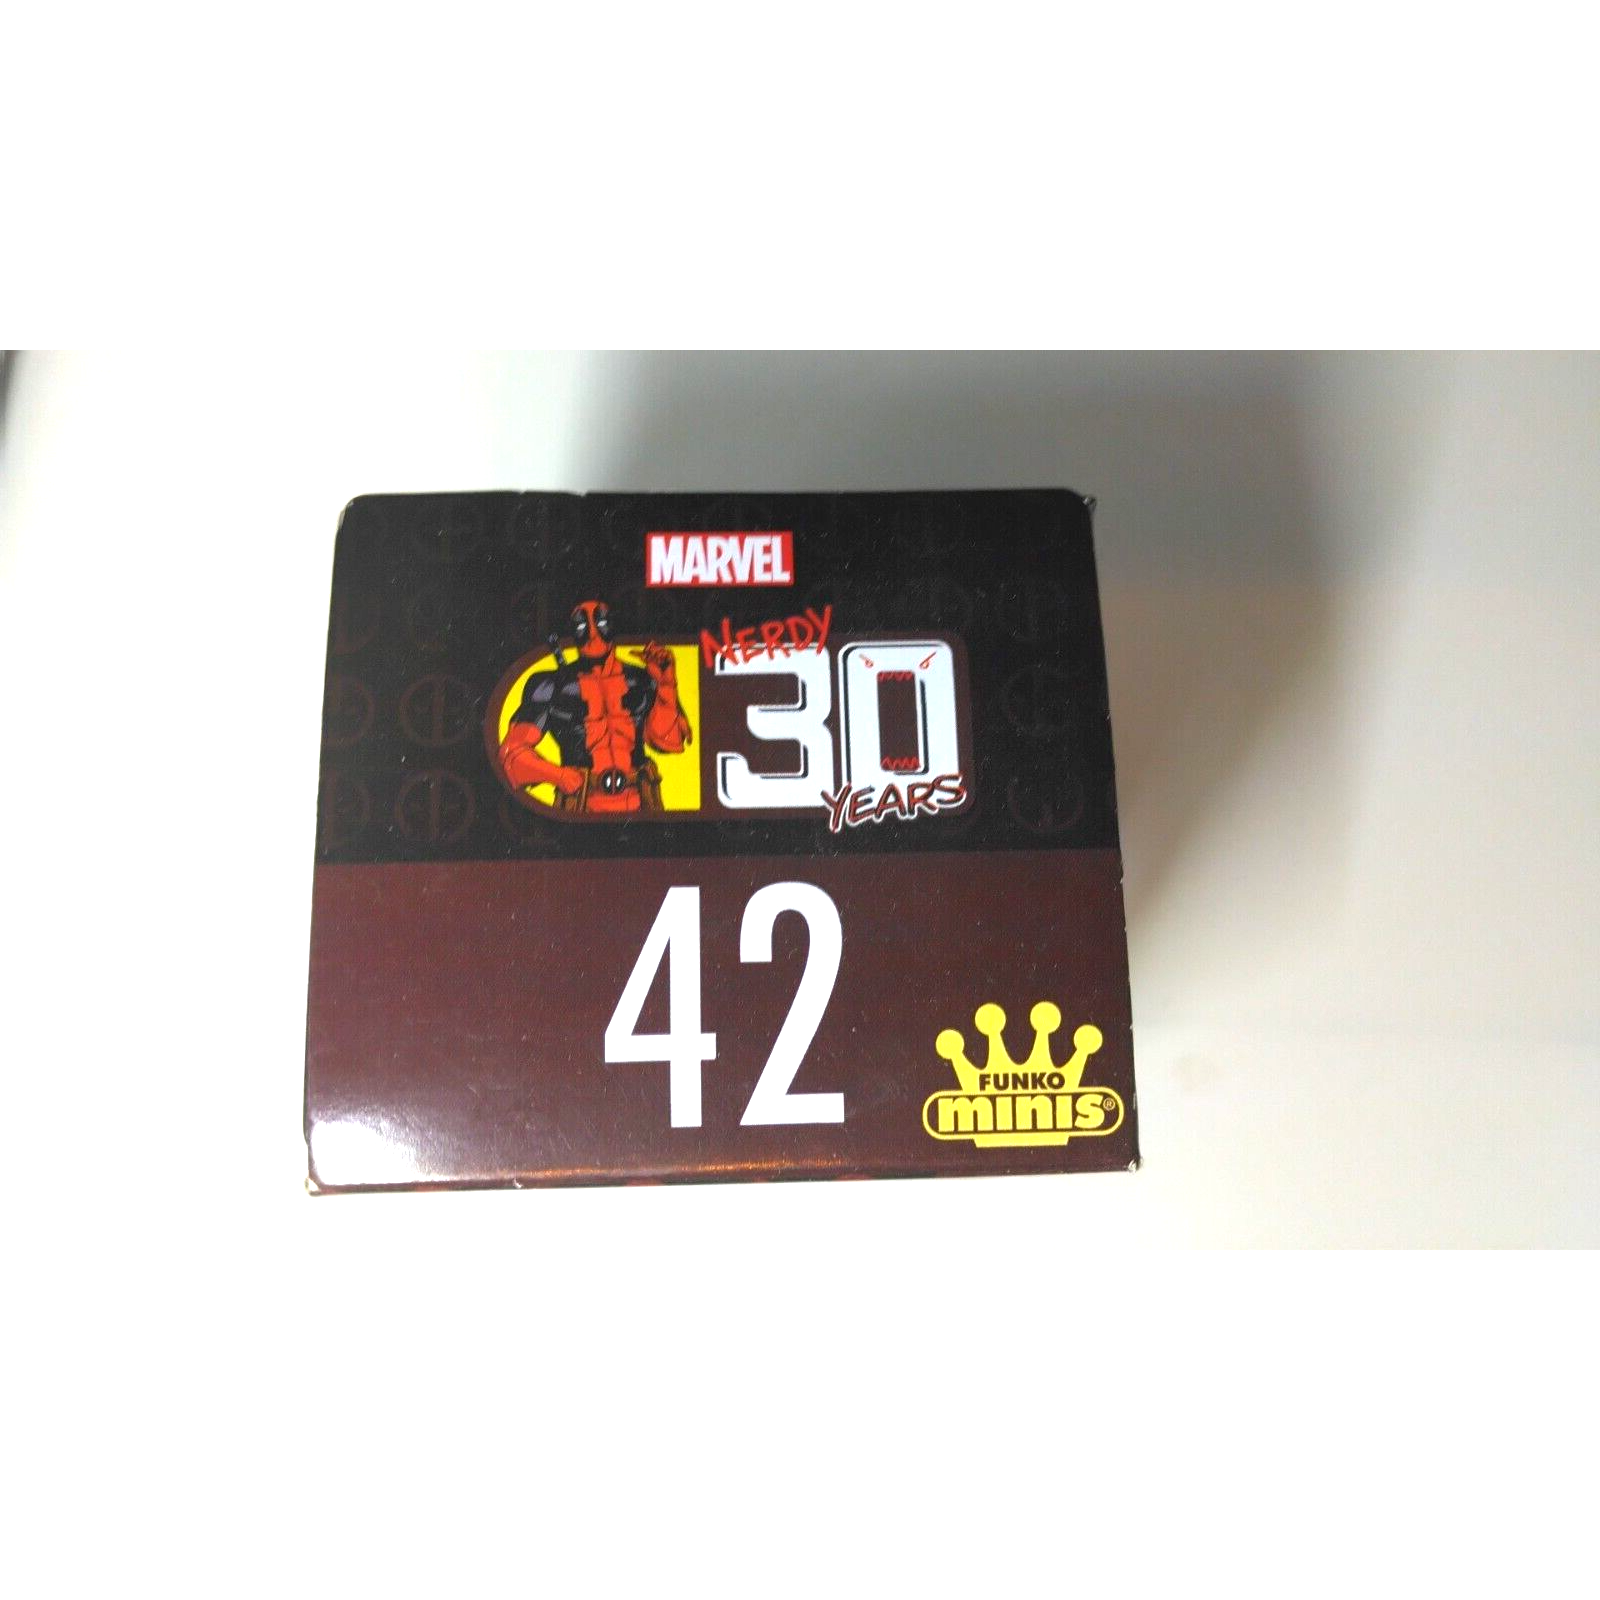 MARVEL
NERDY
30
YEARS
42
FUNKO
minis®